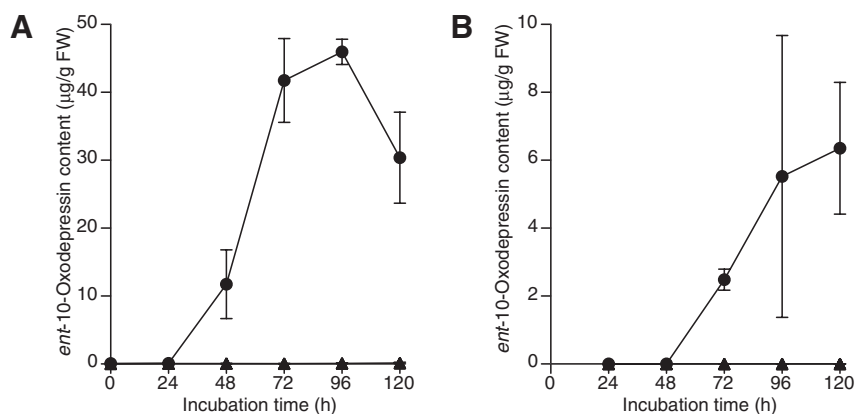 A
ent-10-Oxodepressin content (μg/g FW)
50
40
30
20
10
0
0 24 48 72 96 120
Incubation time (h)
B
ent-10-Oxodepressin content (μg/g FW)
10
8
6
4
2
0
0 24 48 72 96 120
Incubation time (h)